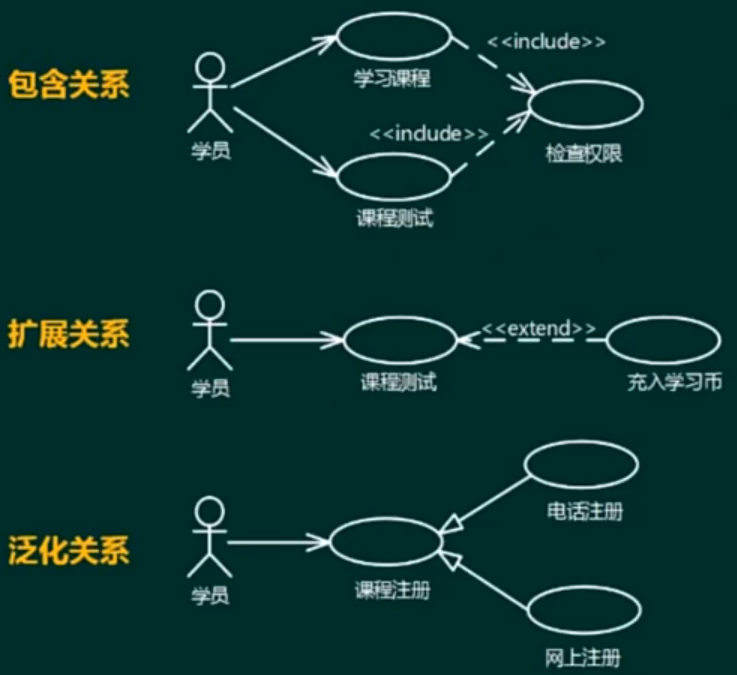 包含关系
学员
学习课程
<<include>>
<<include>>
检查权限
课程测试
扩展关系
学员
课程测试
<<extend>>
充入学习币
泛化关系
学员
课程注册
电话注册
网上注册